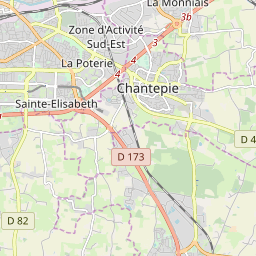 La Monniais
3b
Zone d'Activité
Sud-Est
3
La Poterie
4
4
Chantepie
Sainte-Elisabeth
D 4
D 173
D 82